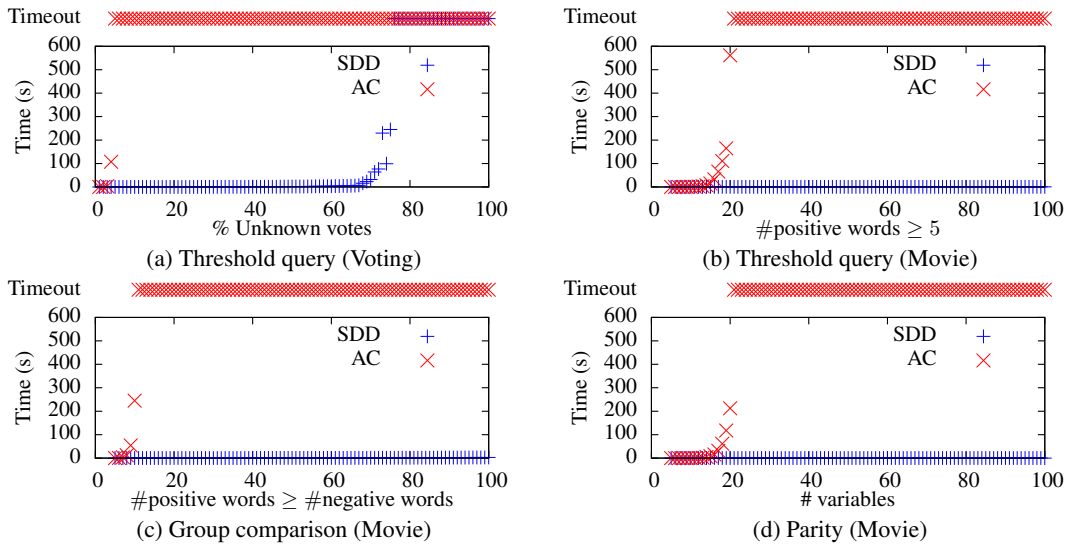 Timeout
600
500
400
300
200
100
0
Time (s)
SDD
AC
0 20 40 60 80 100
% Unknown votes
(a) Threshold query (Voting)
Timeout
600
500
400
300
200
100
0
Time (s)
SDD
AC
0 20 40 60 80 100
#positive words ≥ 5
(b) Threshold query (Movie)
Timeout
600
500
400
300
200
100
0
Time (s)
SDD
AC
0 20 40 60 80 100
#positive words ≥ #negative words
(c) Group comparison (Movie)
Timeout
600
500
400
300
200
100
0
Time (s)
SDD
AC
0 20 40 60 80 100
# variables
(d) Parity (Movie)